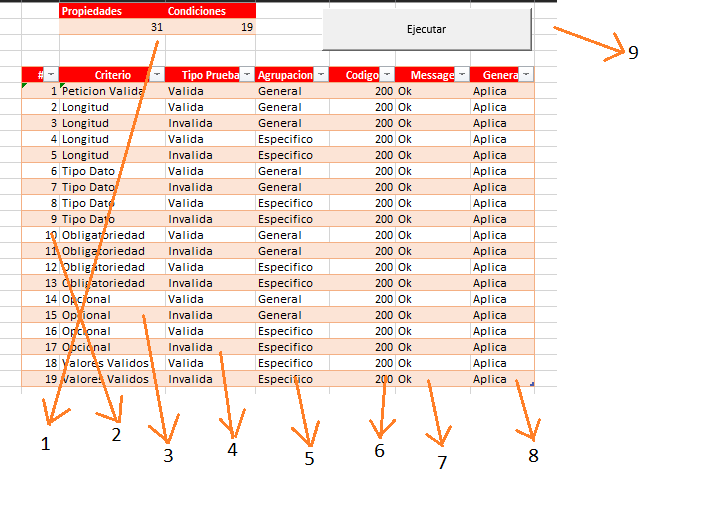 Propiedades Condiciones
31 19
Ejecutar
9
# Criterio Tipo Prueba Agrupacion Codigo Message Genera
1 Peticion Valida Valida General 200 Ok Aplica
2 Longitud Valida General 200 Ok Aplica
3 Longitud Invalida General 200 Ok Aplica
4 Longitud Valida Especifico 200 Ok Aplica
5 Longitud Invalida Especifico 200 Ok Aplica
6 Tipo Dato Valida General 200 Ok Aplica
7 Tipo Dato Invalida General 200 Ok Aplica
8 Tipo Dato Valida Especifico 200 Ok Aplica
9 Tipo Dato Invalida Especifico 200 Ok Aplica
10 Obligatoriedad Valida General 200 Ok Aplica
11 Obligatoriedad Invalida General 200 Ok Aplica
12 Obligatoriedad Valida Especifico 200 Ok Aplica
13 Obligatoriedad Invalida Especifico 200 Ok Aplica
14 Opcional Valida General 200 Ok Aplica
15 Opcional Invalida General 200 Ok Aplica
16 Opcional Valida Especifico 200 Ok Aplica
17 Opcional Invalida Especifico 200 Ok Aplica
18 Valores Validos Valida Especifico 200 Ok Aplica
19 Valores Validos Invalida Especifico 200 Ok Aplica
1 2 3 4 5 6 7 8